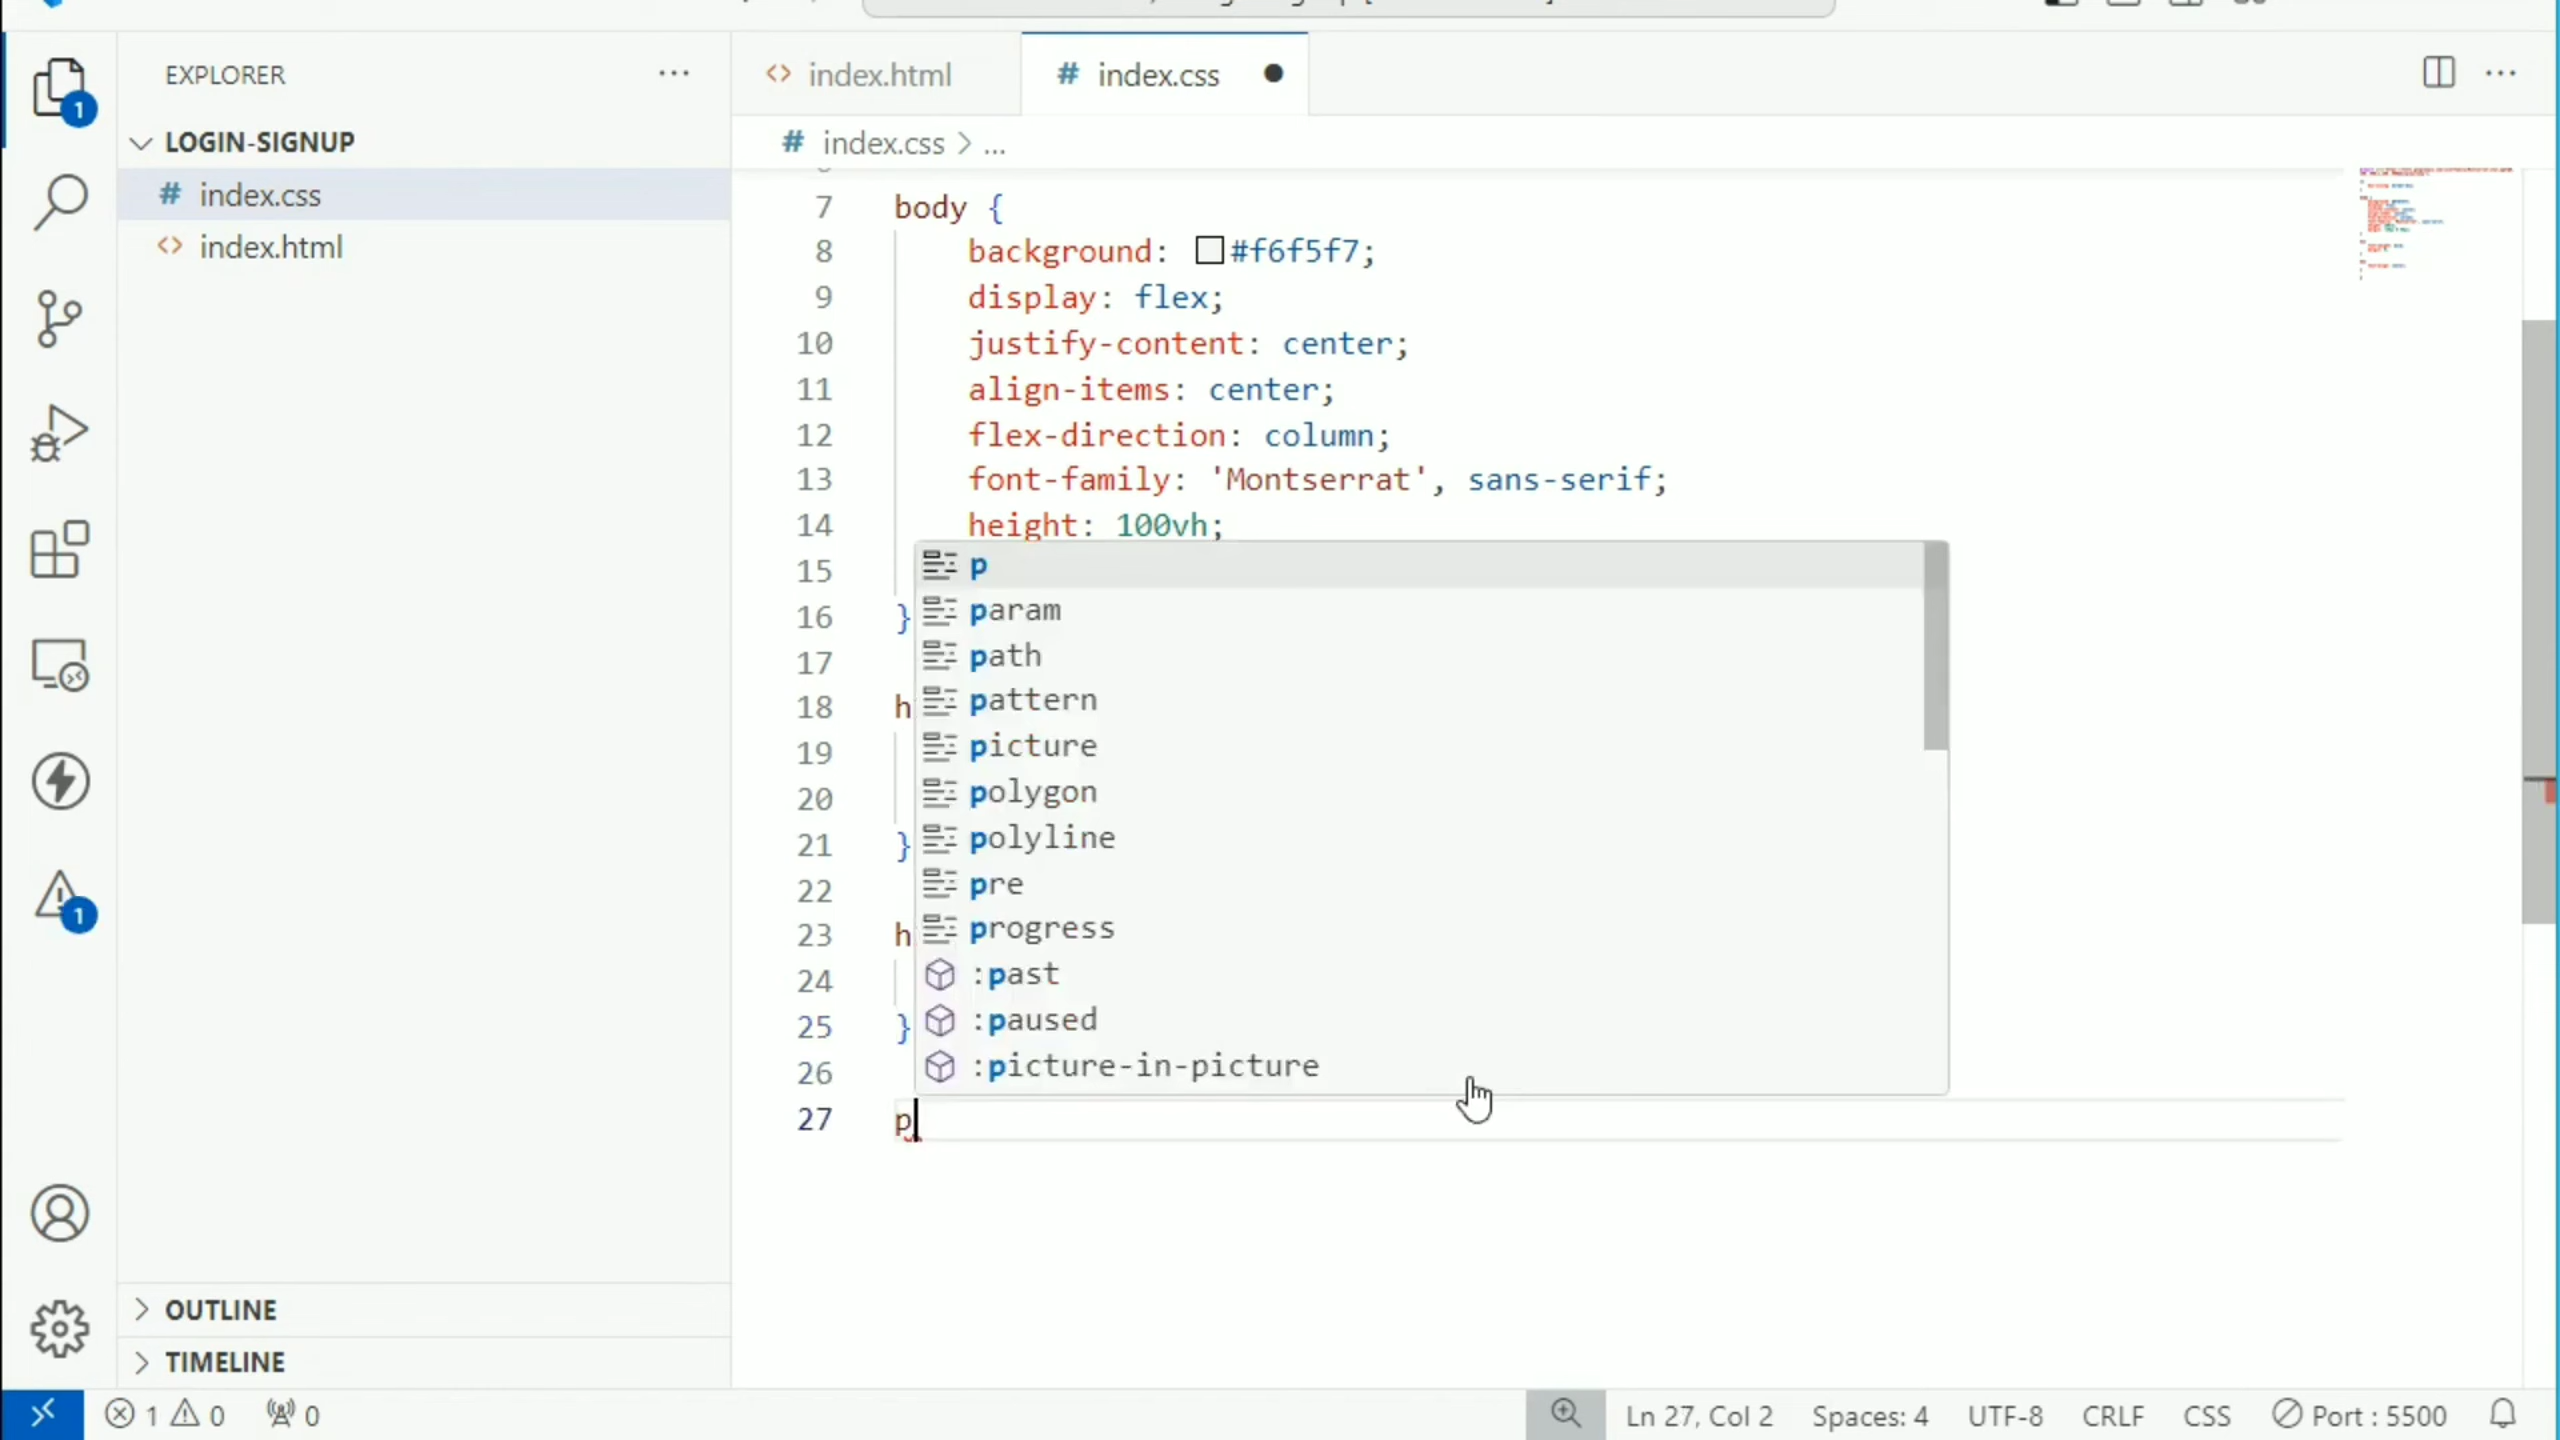 EXPLORER
index.html
index.css
1
LOGIN-SIGNUP
index.css > ...
index.css
index.html
7 body {
8 background: #f6f5f7;
9 display: flex;
10 justify-content: center;
11 align-items: center;
12 flex-direction: column;
13 font-family: 'Montserrat', sans-serif;
14 height: 100vh;
15 p
16 } param
17 path
18 h pattern
19 picture
20 polygon
21 } polyline
22 pre
23 h progress
24 :past
25 } :paused
26 :picture-in-picture
27 p
1
OUTLINE
TIMELINE
1 0 0
Ln 27, Col 2 Spaces: 4 UTF-8 CRLF CSS Port : 5500